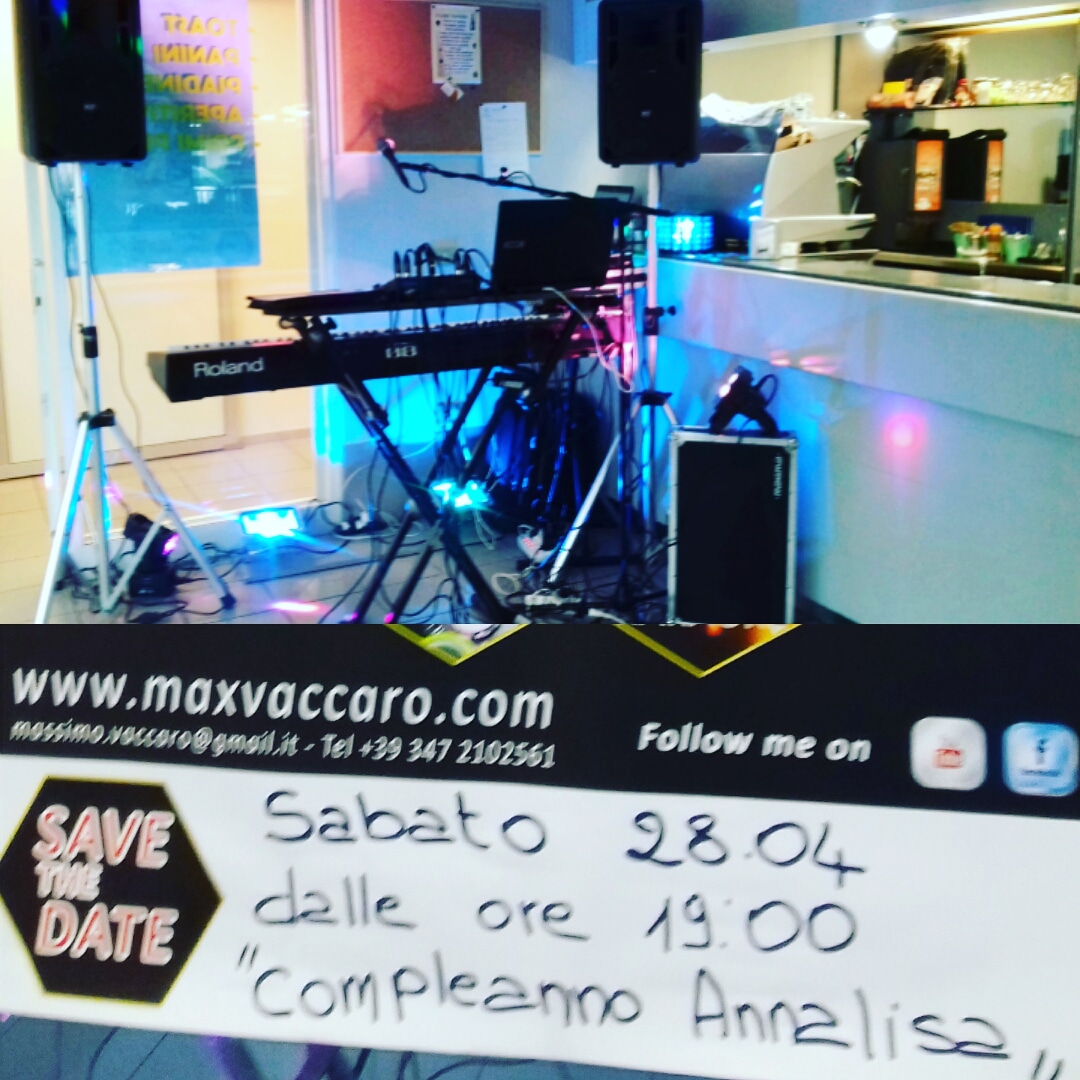 TOAST
PANINI
PIADINE
Roland
RCF
www.maxvaccaro.com
massimo.vaccaro@gmail.it - Tel +39 347 2102561
Follow me on
SAVE
THE
DATE
Sabato 28.04
dalle ore 19:00
"Compleanno Annalisa"